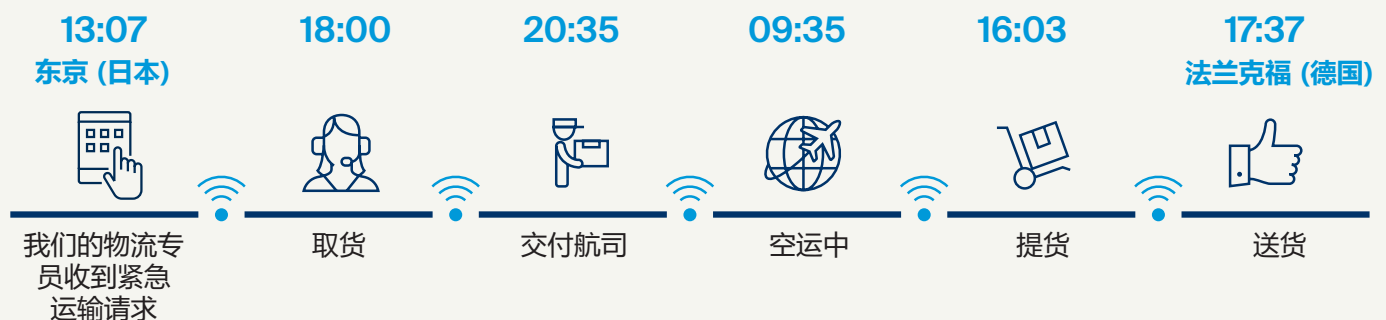 13:07
东京 (日本)
我们的物流专
员收到紧急
运输请求
18:00
取货
20:35
交付航司
09:35
空运中
16:03
提货
17:37
法兰克福 (德国)
送货